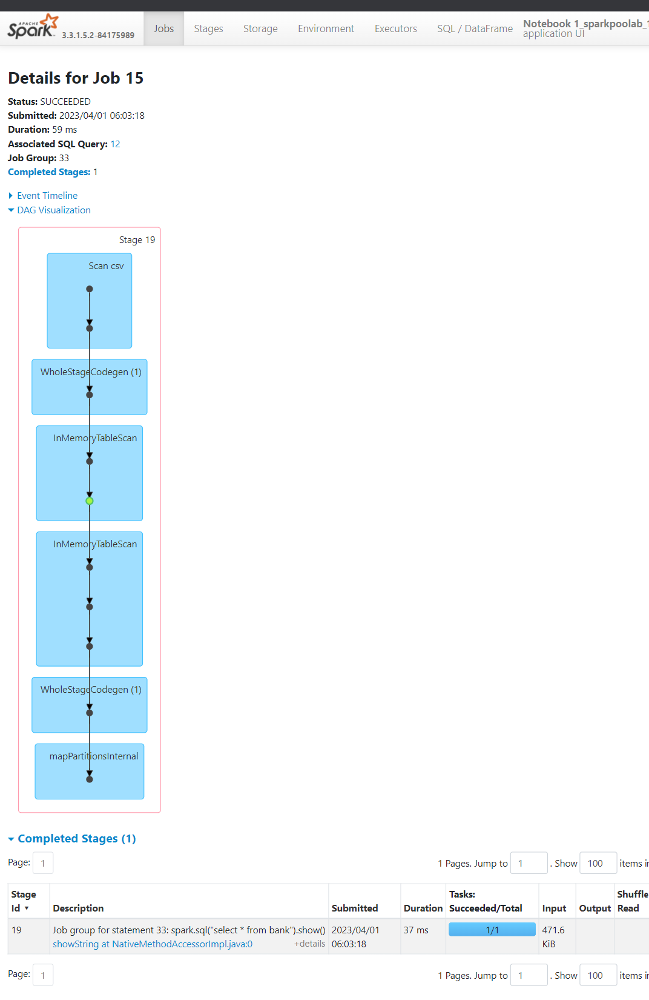 APACHE
Spark 3.3.1.5.2-84175989 Jobs Stages Storage Environment Executors SQL / DataFrame Notebook 1_sparkpoolab_1
application UI
Details for Job 15
Status: SUCCEEDED
Submitted: 2023/04/01 06:03:18
Duration: 59 ms
Associated SQL Query: 12
Job Group: 33
Completed Stages: 1
Event Timeline
DAG Visualization
Stage 19
Scan csv
WholeStageCodegen (1)
InMemoryTableScan
InMemoryTableScan
WholeStageCodegen (1)
mapPartitionsInternal
Completed Stages (1)
Page: 1 1 Pages. Jump to 1 . Show 100 items in
Stage Id ▾ Description Submitted Duration Tasks: Succeeded/Total Input Output Shuffle Read
19 Job group for statement 33: spark.sql("select * from bank").show() 2023/04/01 37 ms 1/1 471.6
showString at NativeMethodAccessorImpl.java:0 +details 06:03:18 KiB
Page: 1 1 Pages. Jump to 1 . Show 100 items in